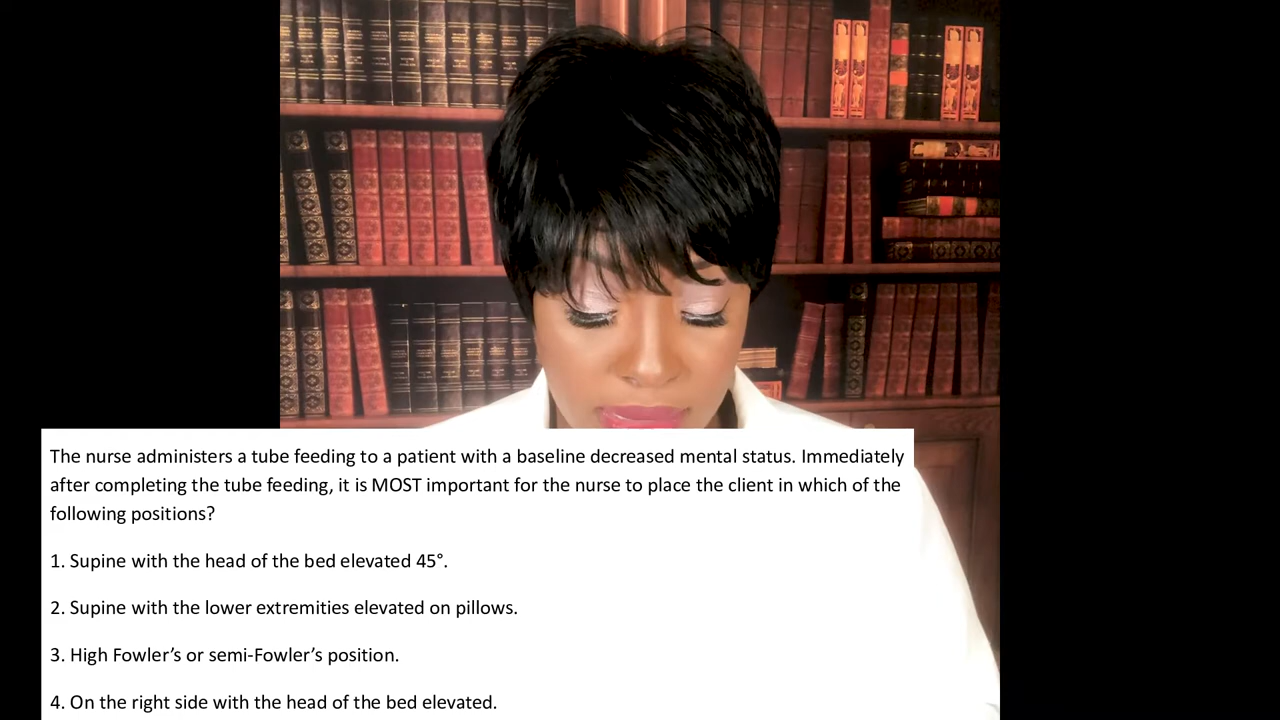 The nurse administers a tube feeding to a patient with a baseline decreased mental status. Immediately
after completing the tube feeding, it is MOST important for the nurse to place the client in which of the
following positions?
1. Supine with the head of the bed elevated 45°.
2. Supine with the lower extremities elevated on pillows.
3. High Fowler’s or semi-Fowler’s position.
4. On the right side with the head of the bed elevated.